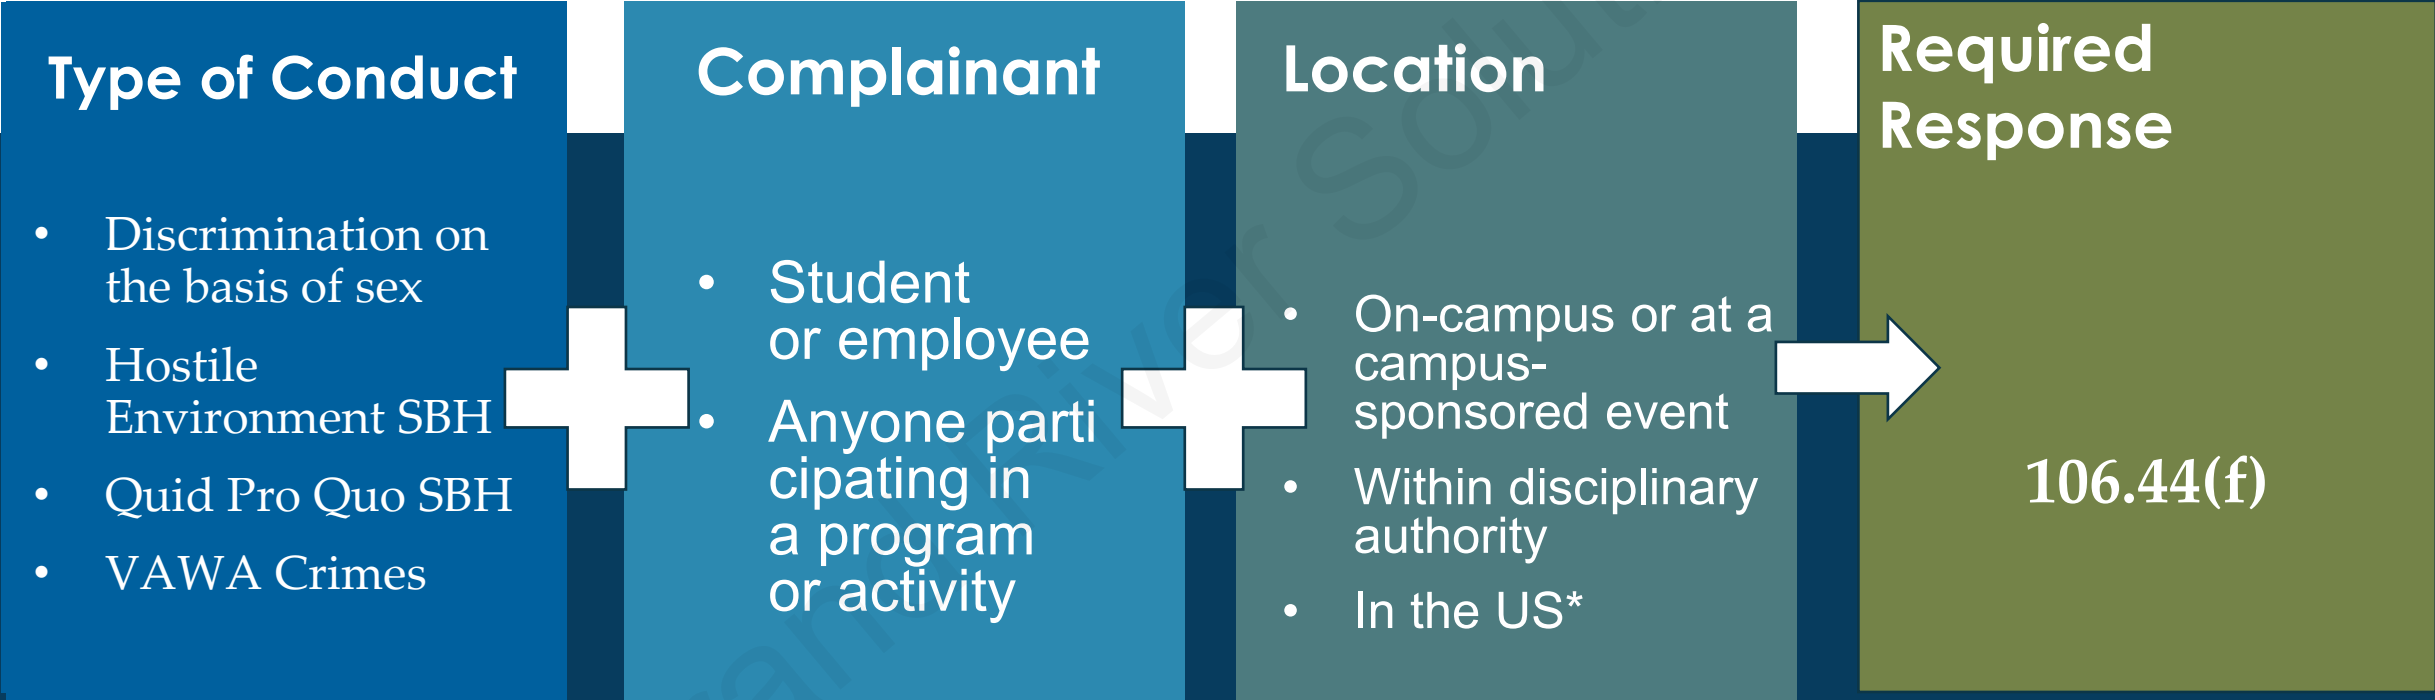 Type of Conduct
• Discrimination on
the basis of sex
• Hostile
Environment SBH
• Quid Pro Quo SBH
• VAWA Crimes
Complainant
• Student
or employee
• Anyone parti
cipating in
a program
or activity
Location
• On-campus or at a
campus-
sponsored event
• Within disciplinary
authority
• In the US*
Required
Response
106.44(f)
River